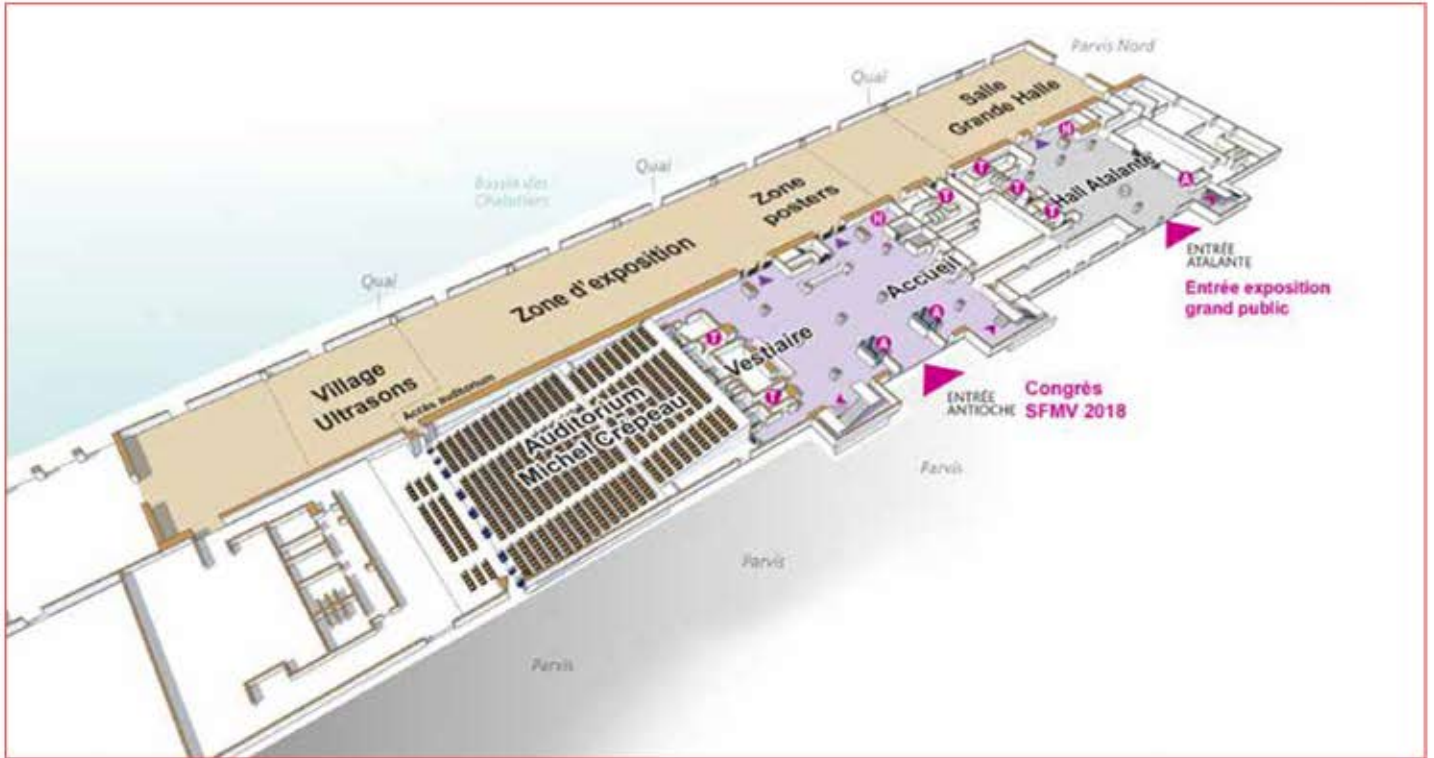 Parvis Nord
Quai
Salle
Grande Halle
N
Quai
Bassin des
Chalutiers
Zone
posters
T
T
T
T
Hall Atalante
A
N
ENTRÉE
ATALANTE
Entrée exposition
grand public
Quai
Zone d'exposition
Accueil
A
A
Village
Ultrasons
Accès auditorium
T
Vestiaire
T
Auditorium
Michel Crépeau
ENTRÉE
ANTIOCHE
Congrès
SFMV 2018
Parvis
Parvis
Parvis